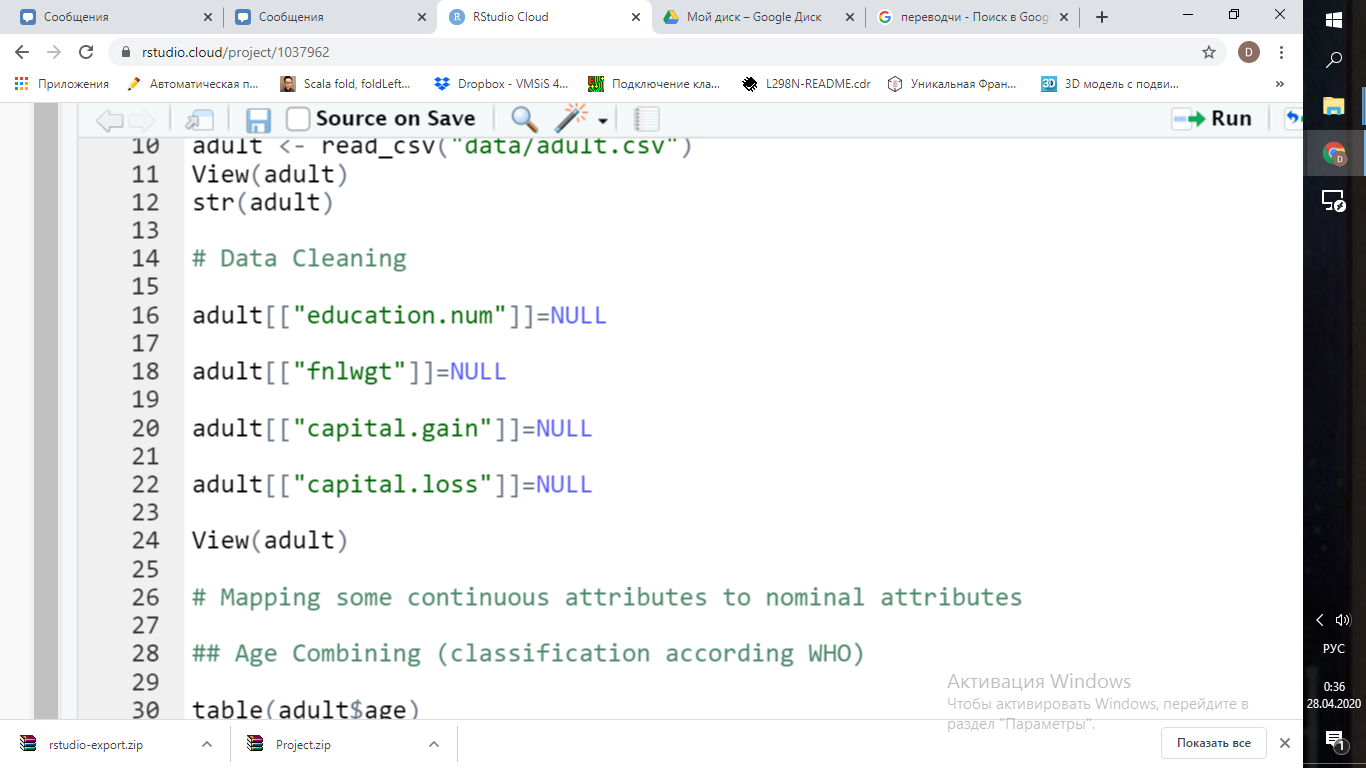 Сообщения
Сообщения
RStudio Cloud
Мой диск – Google Диск
переводчи - Поиск в Goog
rstudio.cloud/project/1037962
D
Приложения
Автоматическая п...
Scala fold, foldLeft...
Dropbox - VMSiS 4...
Подключение кла...
L298N-README.cdr
Уникальная Фран...
3D модель с подви...
Source on Save
Run
10 adult <- read_csv("data/adult.csv")
11 View(adult)
12 str(adult)
13
14 # Data Cleaning
15
16 adult[["education.num"]]=NULL
17
18 adult[["fnlwgt"]]=NULL
19
20 adult[["capital.gain"]]=NULL
21
22 adult[["capital.loss"]]=NULL
23
24 View(adult)
25
26 # Mapping some continuous attributes to nominal attributes
27
28 ## Age Combining (classification according WHO)
29
30 table(adult$age)
Активация Windows
Чтобы активировать Windows, перейдите в
раздел "Параметры".
rstudio-export.zip
Project.zip
Показать все
РУС
0:36
28.04.2020
1